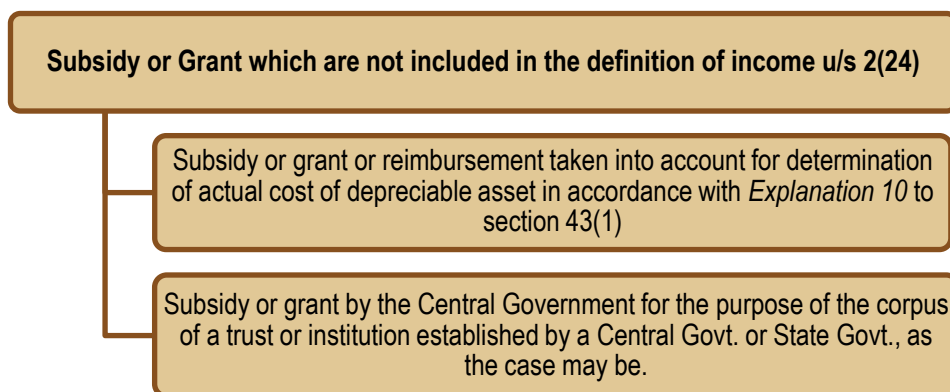 Subsidy or Grant which are not included in the definition of income u/s 2(24)
Subsidy or grant or reimbursement taken into account for determination
of actual cost of depreciable asset in accordance with Explanation 10 to
section 43(1)
Subsidy or grant by the Central Government for the purpose of the corpus
of a trust or institution established by a Central Govt. or State Govt., as
the case may be.